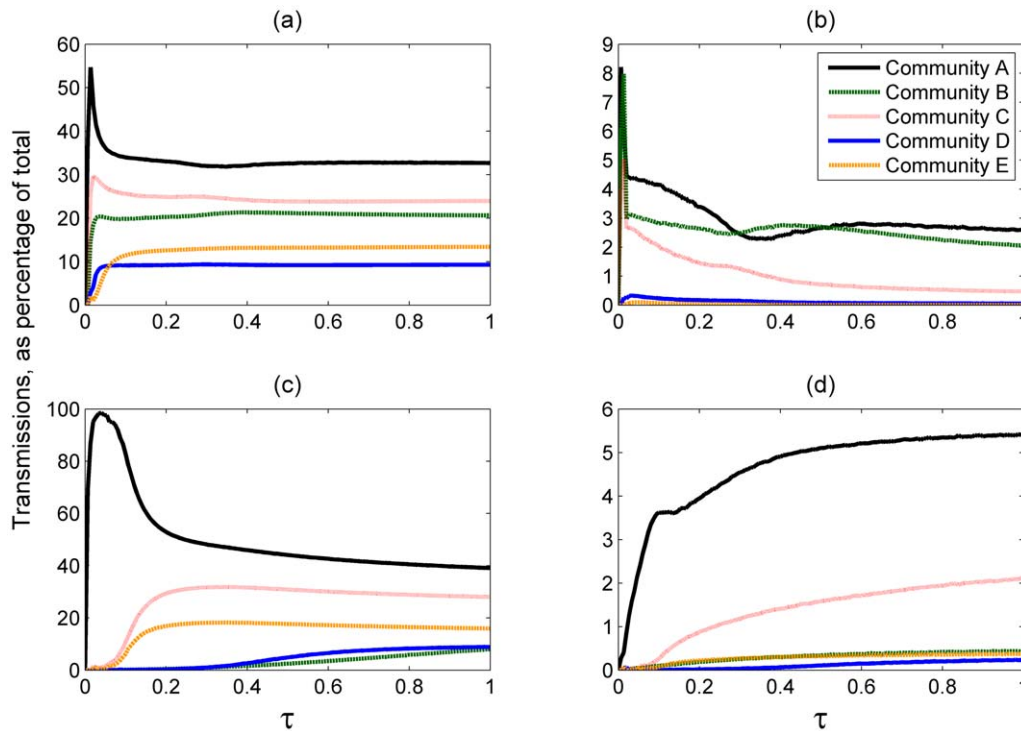 (a)
60
50
40
30
20
10
0
0 0.2 0.4 0.6 0.8 1
(b)
9
8
7
6
5
4
3
2
1
0
0 0.2 0.4 0.6 0.8 1
Community A
Community B
Community C
Community D
Community E
Transmissions, as percentage of total
(c)
100
80
60
40
20
0
0 0.2 0.4 0.6 0.8 1
τ
(d)
6
5
4
3
2
1
0
0 0.2 0.4 0.6 0.8 1
τ